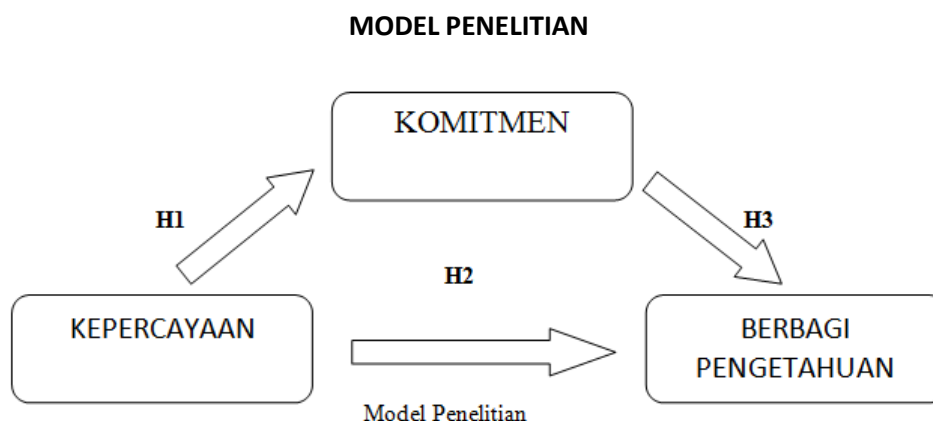 MODEL PENELITIAN
KOMITMEN
H1
H3
H2
KEPERCAYAAN
BERBAGI
PENGETAHUAN
Model Penelitian